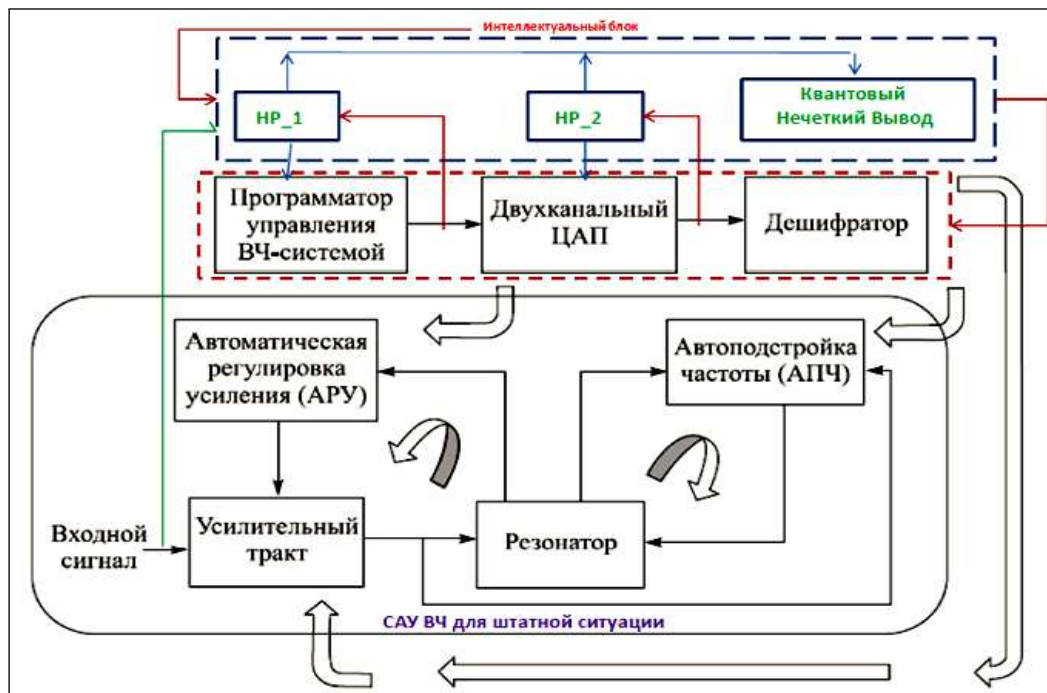 Интеллектуальный блок
НР_1
НР_2
Квантовый
Нечеткий Вывод
Программатор
управления
ВЧ-системой
Двухканальный
ЦАП
Дешифратор
Автоматическая
регулировка
усиления (АРУ)
Автоподстройка
частоты (АПЧ)
Входной
сигнал
Усилительный
тракт
Резонатор
САУ ВЧ для штатной ситуации